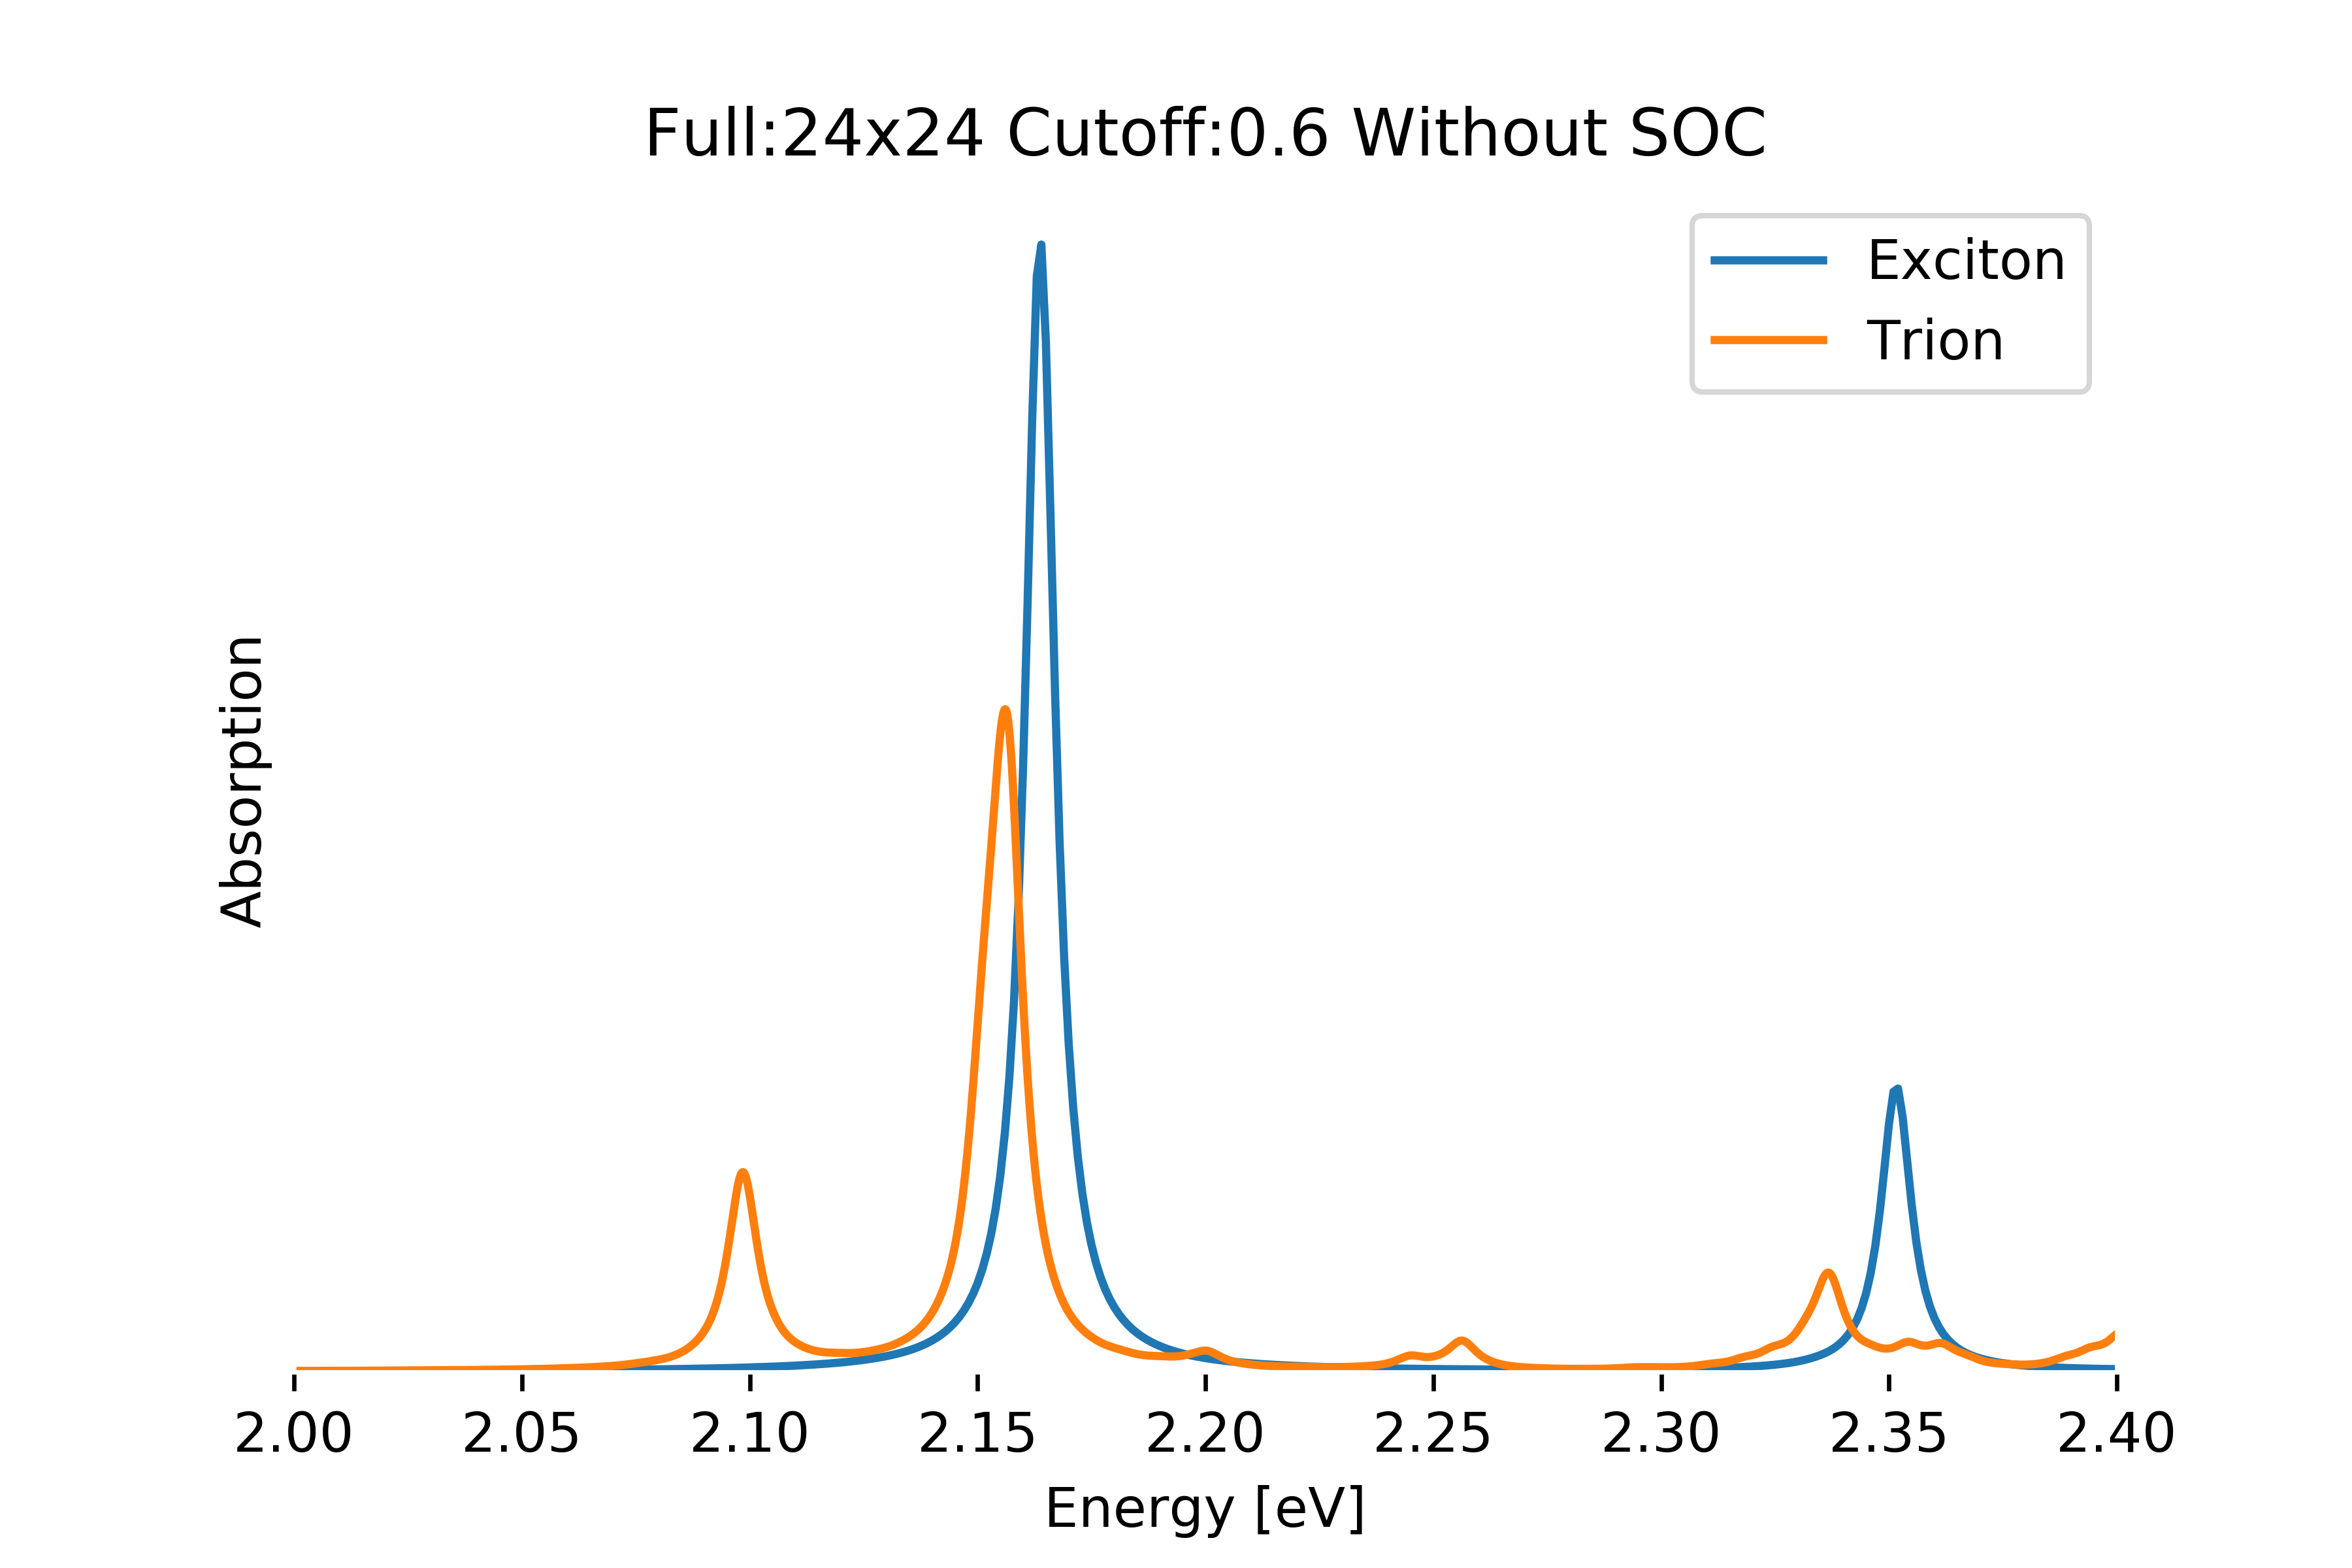 Full:24x24 Cutoff:0.6 Without SOC
Exciton
Trion
Absorption
2.00 2.05 2.10 2.15 2.20 2.25 2.30 2.35 2.40
Energy [eV]